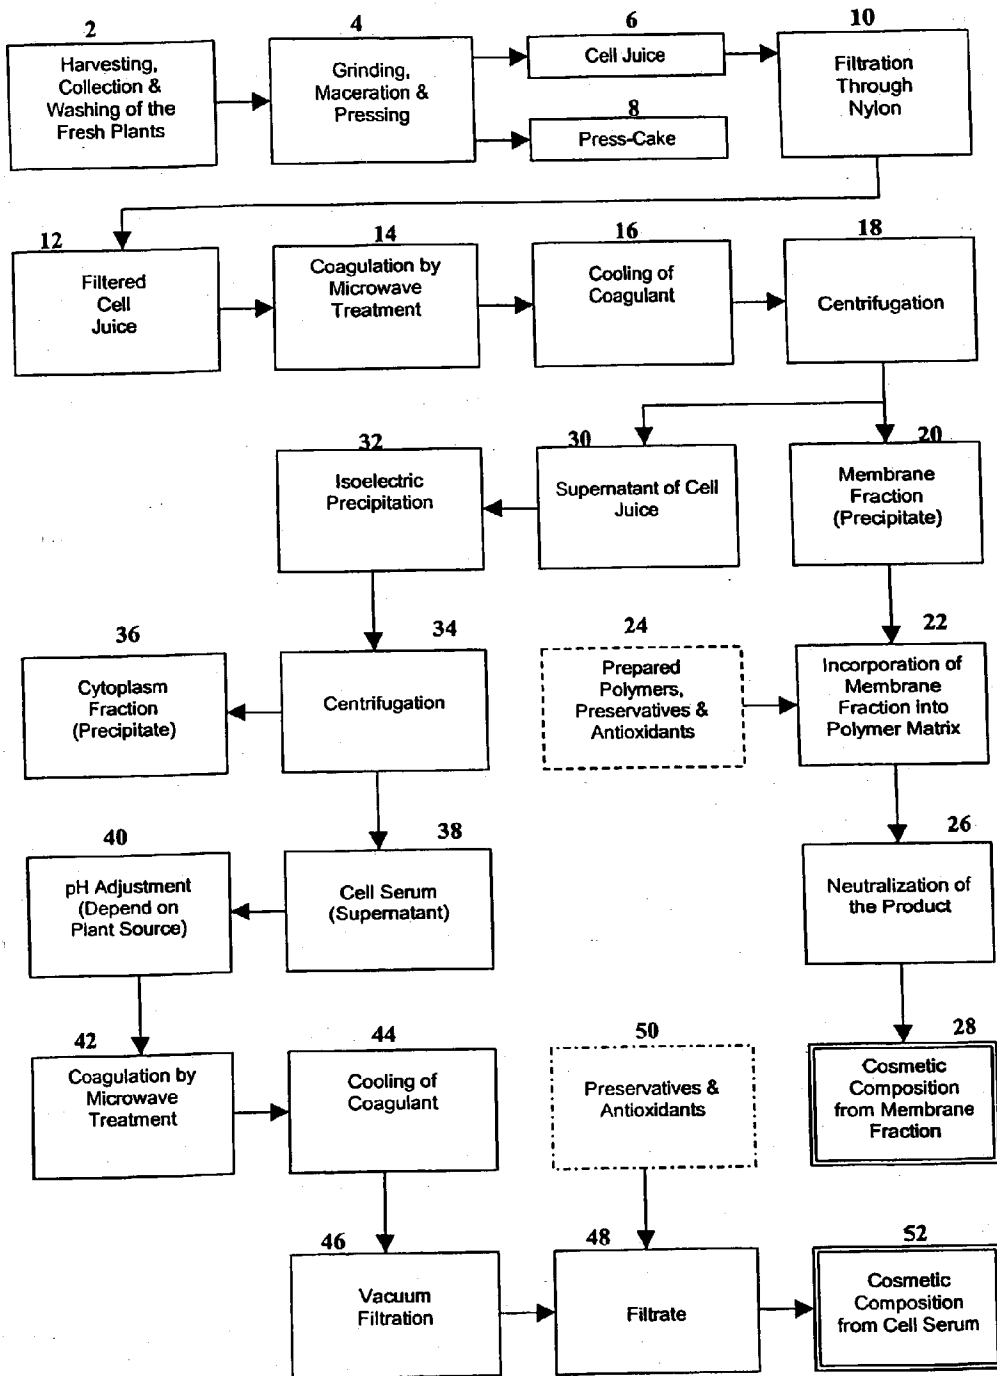 2
Harvesting,
Collection &
Washing of the
Fresh Plants
4
Grinding,
Maceration &
Pressing
6
Cell Juice
8
Press-Cake
10
Filtration
Through
Nylon
12
Filtered
Cell
Juice
14
Coagulation by
Microwave
Treatment
16
Cooling of
Coagulant
18
Centrifugation
32
Isoelectric
Precipitation
30
Supernatant of Cell
Juice
20
Membrane
Fraction
(Precipitate)
36
Cytoplasm
Fraction
(Precipitate)
34
Centrifugation
24
Prepared
Polymers,
Preservatives &
Antioxidants
22
Incorporation of
Membrane
Fraction into
Polymer Matrix
40
pH Adjustment
(Depend on
Plant Source)
38
Cell Serum
(Supernatant)
26
Neutralization of
the Product
42
Coagulation by
Microwave
Treatment
44
Cooling of
Coagulant
50
Preservatives &
Antioxidants
28
Cosmetic
Composition
from Membrane
Fraction
46
Vacuum
Filtration
48
Filtrate
52
Cosmetic
Composition
from Cell Serum